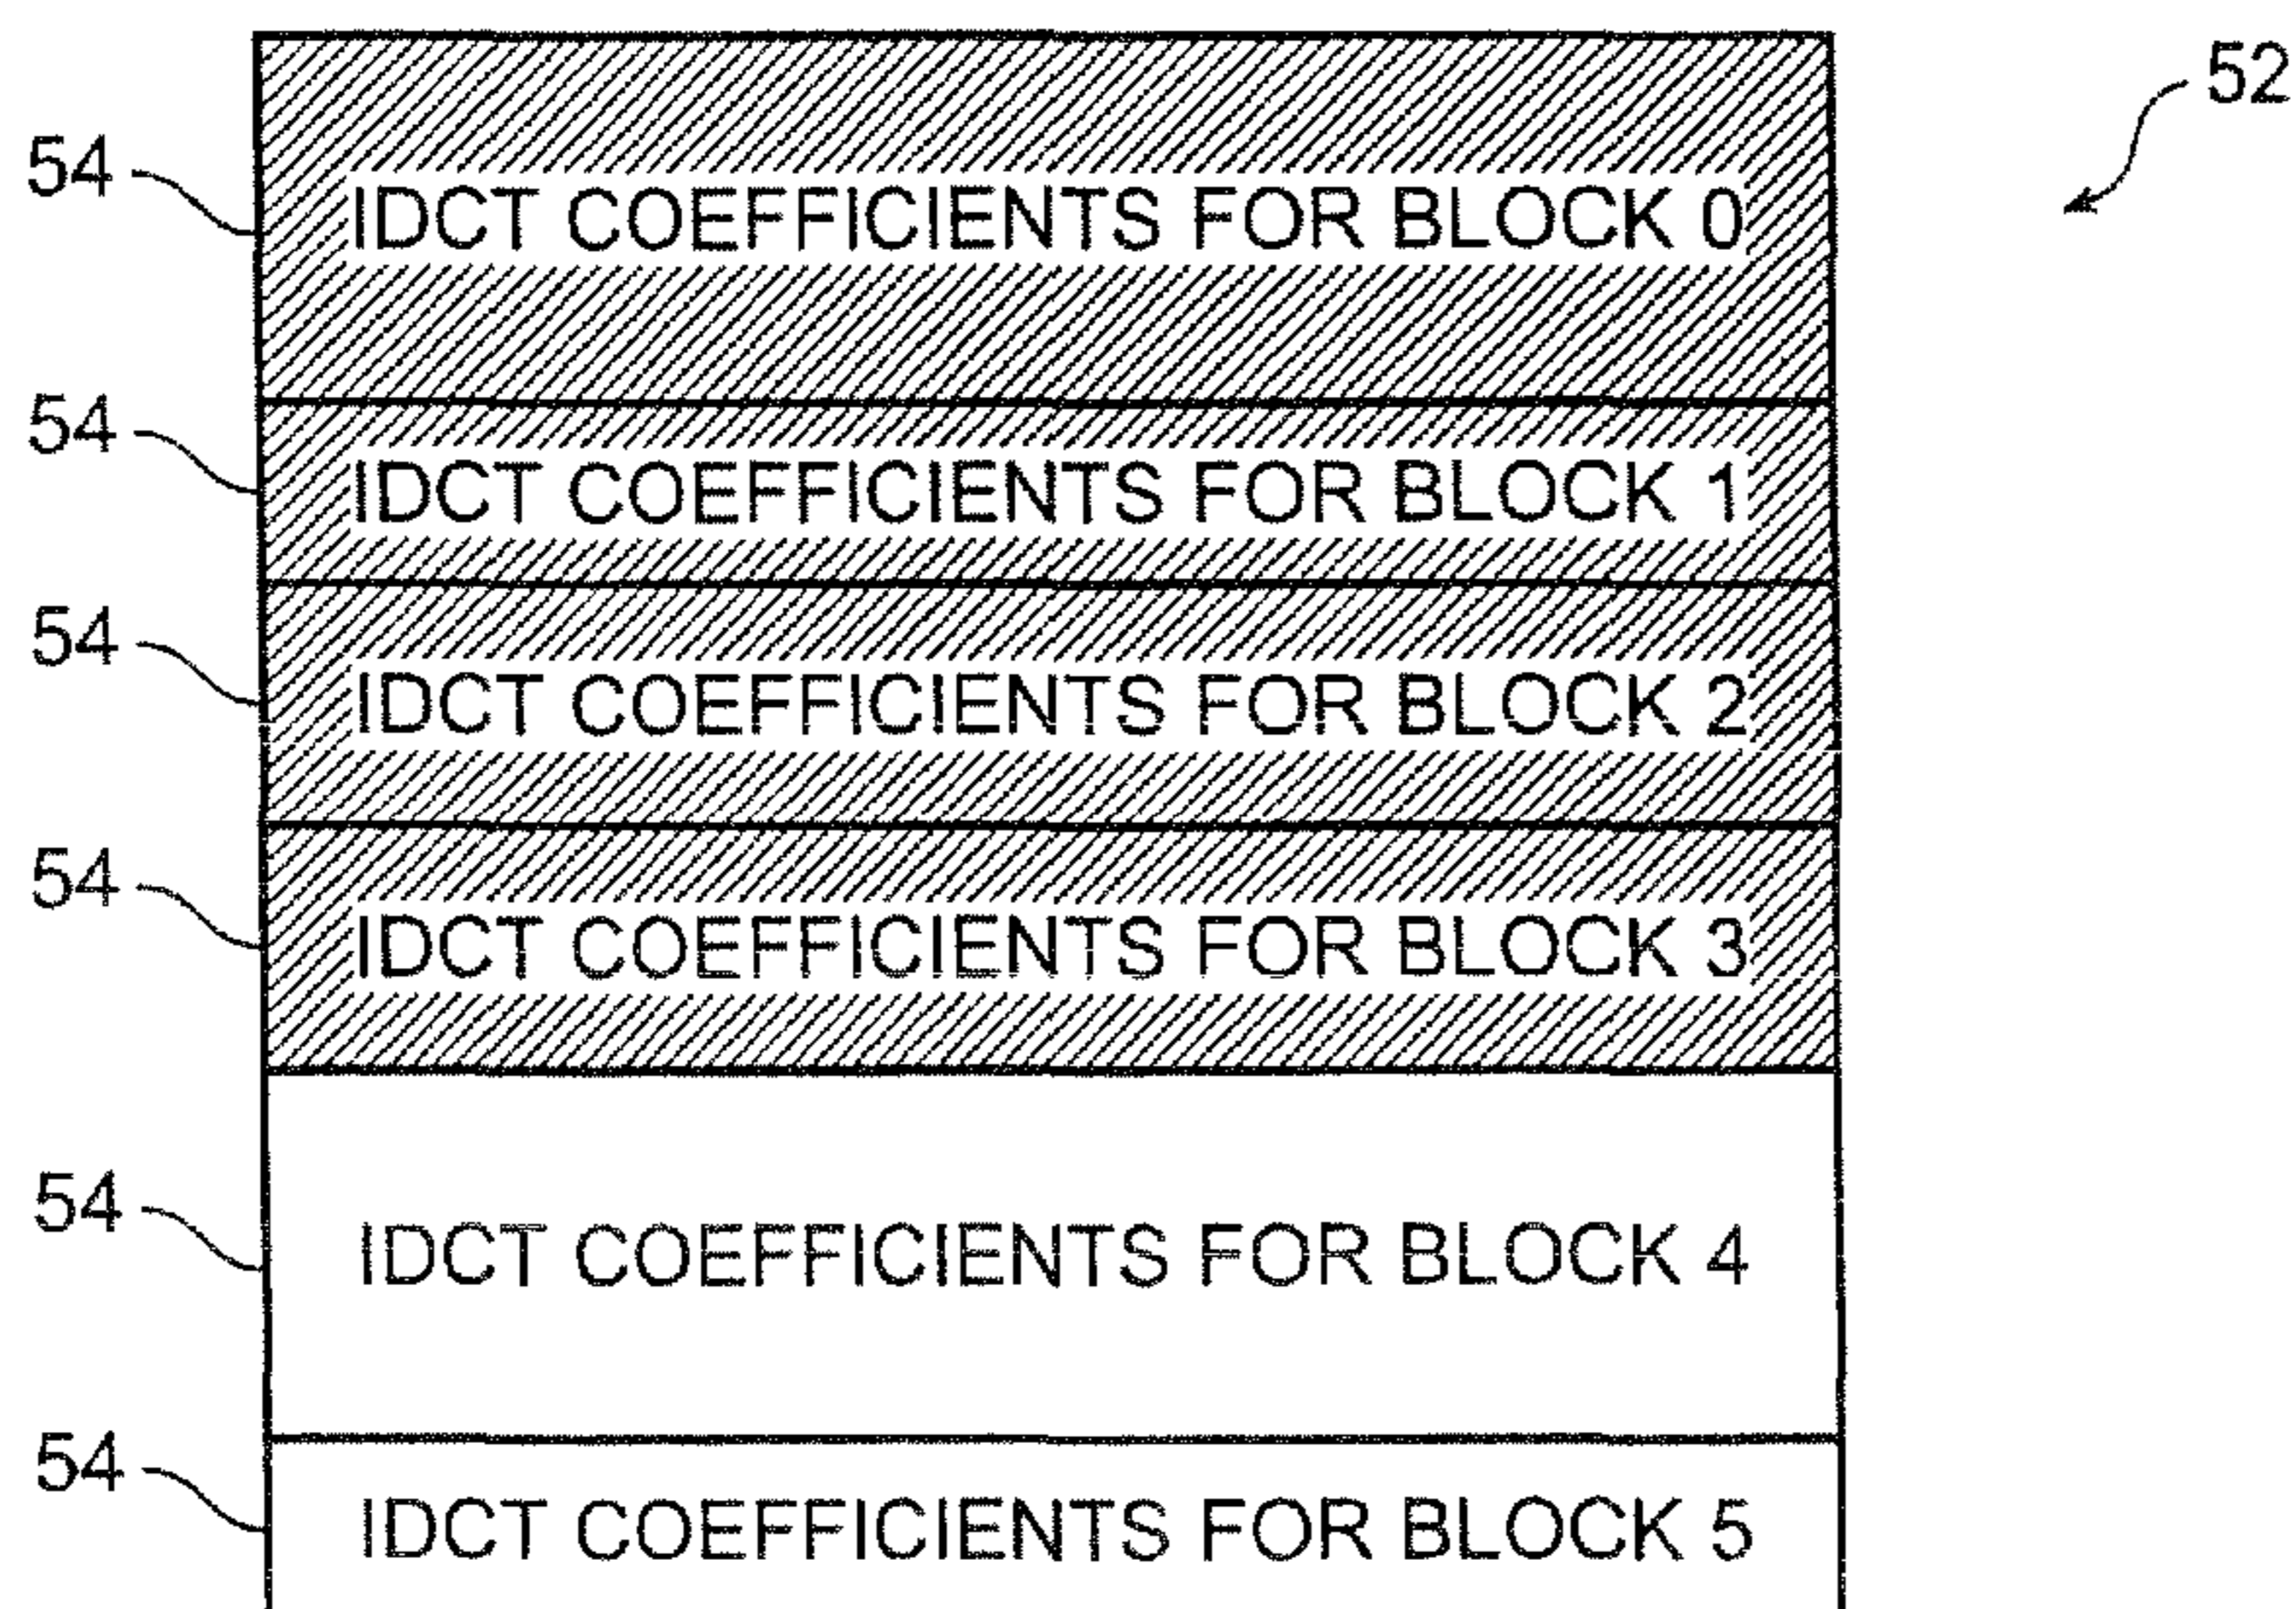 52
54
IDCT COEFFICIENTS FOR BLOCK 0
54
IDCT COEFFICIENTS FOR BLOCK 1
54
IDCT COEFFICIENTS FOR BLOCK 2
54
IDCT COEFFICIENTS FOR BLOCK 3
54
IDCT COEFFICIENTS FOR BLOCK 4
54
IDCT COEFFICIENTS FOR BLOCK 5